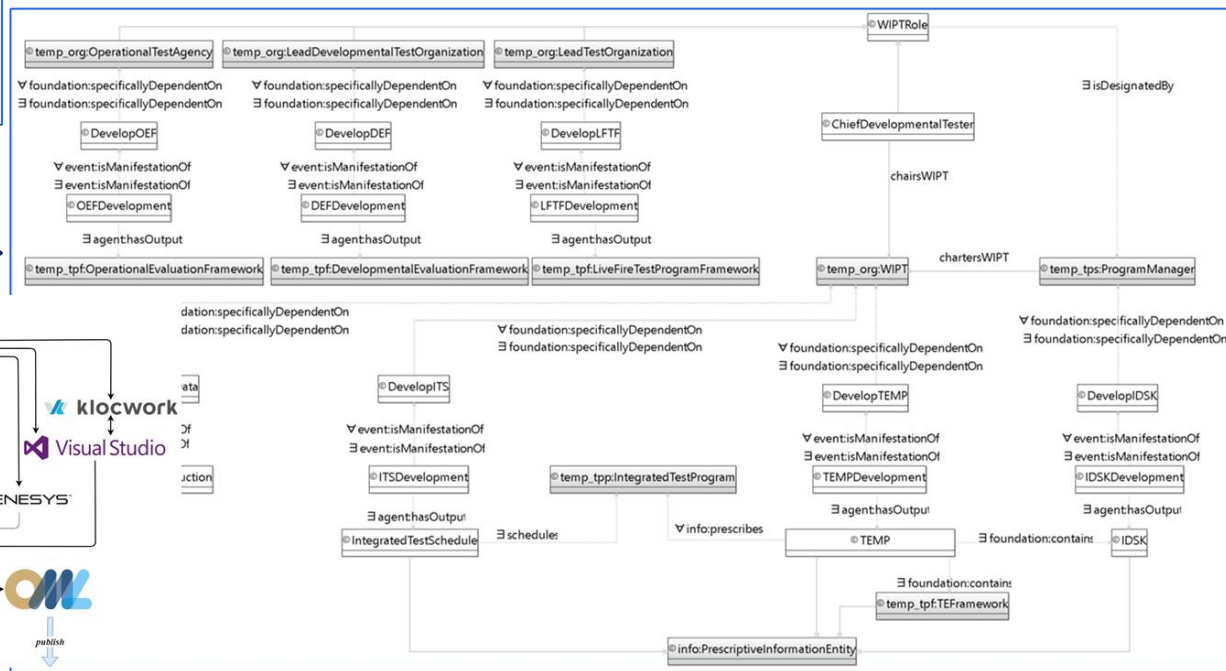 © WIPTRole
© temp_org:OperationalTestAgency
© temp_org:LeadDevelopmentalTestOrganization
© temp_org:LeadTestOrganization
∀ foundation:specificallyDependentOn
∃ foundation:specificallyDependentOn
∀ foundation:specificallyDependentOn
∃ foundation:specificallyDependentOn
∀ foundation:specificallyDependentOn
∃ foundation:specificallyDependentOn
∃ isDesignatedBy
© DevelopOEF
© DevelopDEF
© DevelopLFTF
© ChiefDevelopmentalTester
∀ event:isManifestationOf
∃ event:isManifestationOf
∀ event:isManifestationOf
∃ event:isManifestationOf
∀ event:isManifestationOf
∃ event:isManifestationOf
chairsWIPT
© OEFDevelopment
© DEFDevelopment
© LFTFDevelopment
∃ agent:hasOutput
∃ agent:hasOutput
∃ agent:hasOutput
© temp_tpf:OperationalEvaluationFramework
© temp_tpf:DevelopmentalEvaluationFramework
© temp_tpf:LiveFireTestProgramFramework
© temp_org:WIPT
chartersWIPT
© temp_tps:ProgramManager
dation:specificallyDependentOn
dation:specificallyDependentOn
∀ foundation:specificallyDependentOn
∃ foundation:specificallyDependentOn
∀ foundation:specificallyDependentOn
∃ foundation:specificallyDependentOn
∀ foundation:specificallyDependentOn
∃ foundation:specificallyDependentOn
ata
© DevelopITS
© DevelopTEMP
© DevelopIDSK
klocwork
Visual Studio
Of
Of
∀ event:isManifestationOf
∃ event:isManifestationOf
∀ event:isManifestationOf
∃ event:isManifestationOf
∀ event:isManifestationOf
∃ event:isManifestationOf
uction
© ITSDevelopment
© temp_tpp:IntegratedTestProgram
© TEMPDevelopment
© IDSKDevelopment
ENESYS
∃ agent:hasOutput
∃ agent:hasOutput
∃ agent:hasOutput
© IntegratedTestSchedule
∃ schedules
∀ info:prescribes
© TEMP
∃ foundation:contains
© IDSK
∃ foundation:contains
© temp_tpf:TEFramework
OML
publish
© info:PrescriptiveInformationEntity